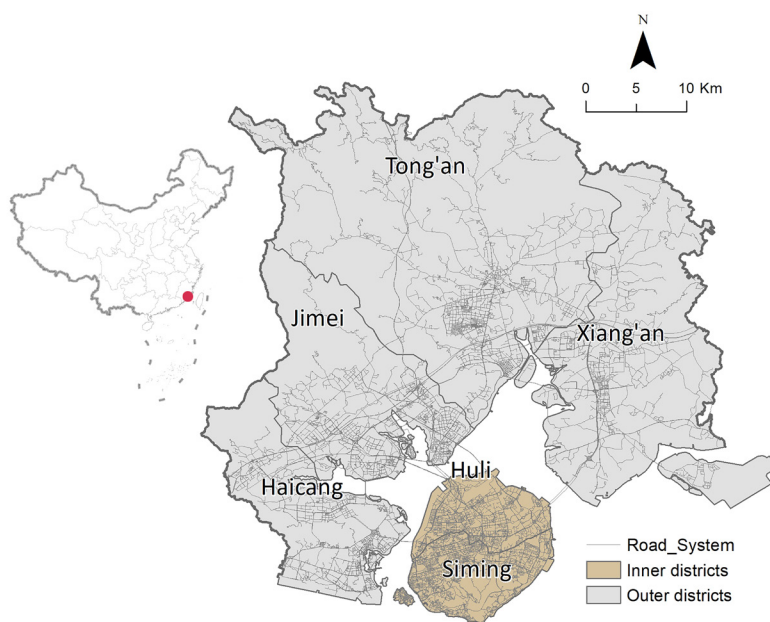 N
0 5 10 Km
Tong'an
Jimei
Xiang'an
Huli
Haicang
Siming
Road_System
Inner districts
Outer districts